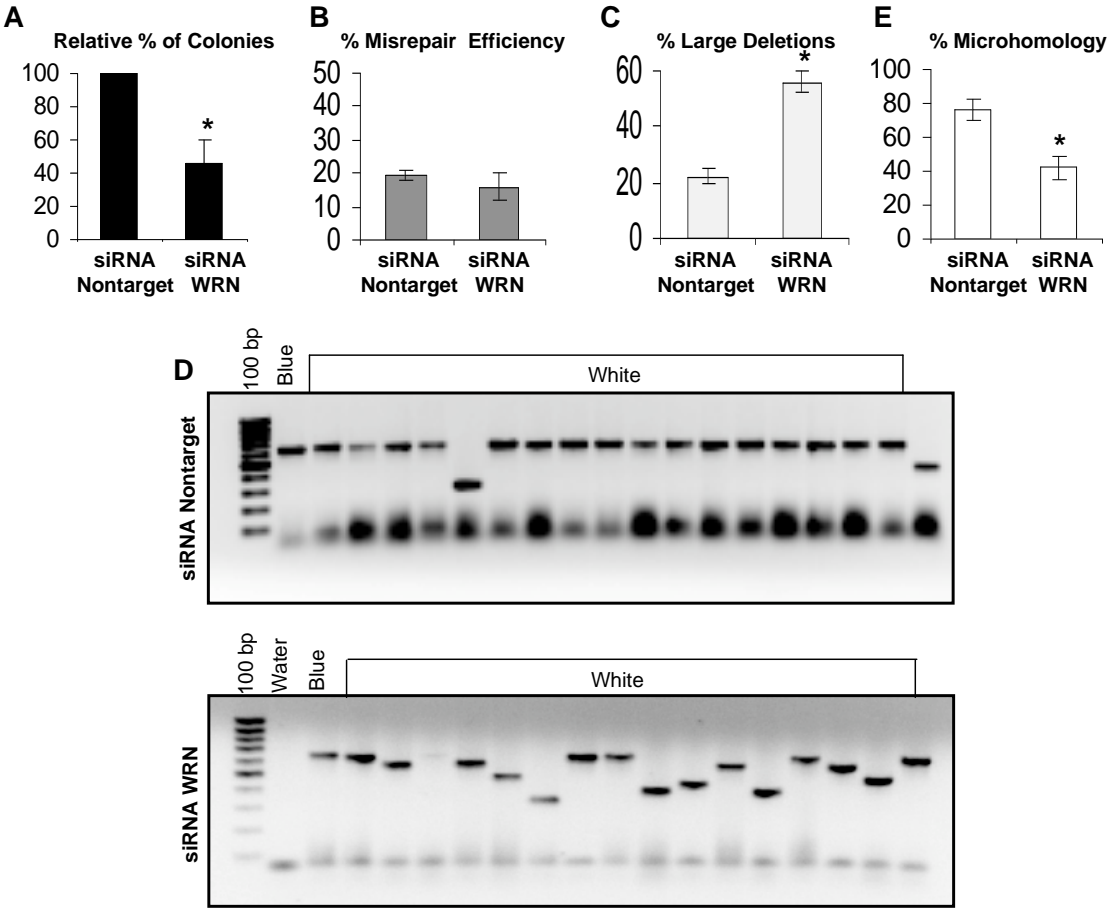 A
Relative % of Colonies
100
80
60
40
20
0
*
siRNA Nontarget
siRNA WRN
B
% Misrepair Efficiency
50
40
30
20
10
0
siRNA Nontarget
siRNA WRN
C
% Large Deletions
60
40
20
0
*
siRNA Nontarget
siRNA WRN
E
% Microhomology
100
80
60
40
20
0
*
siRNA Nontarget
siRNA WRN
D
100 bp
Blue
White
siRNA Nontarget
100 bp
Water
Blue
White
siRNA WRN